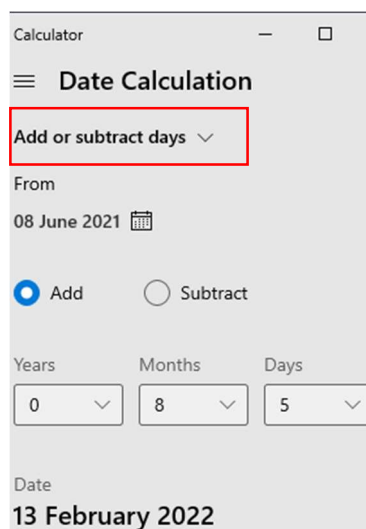 Calculator
Date Calculation
Add or subtract days
From
08 June 2021
Add Subtract
Years Months Days
0 8 5
Date
13 February 2022